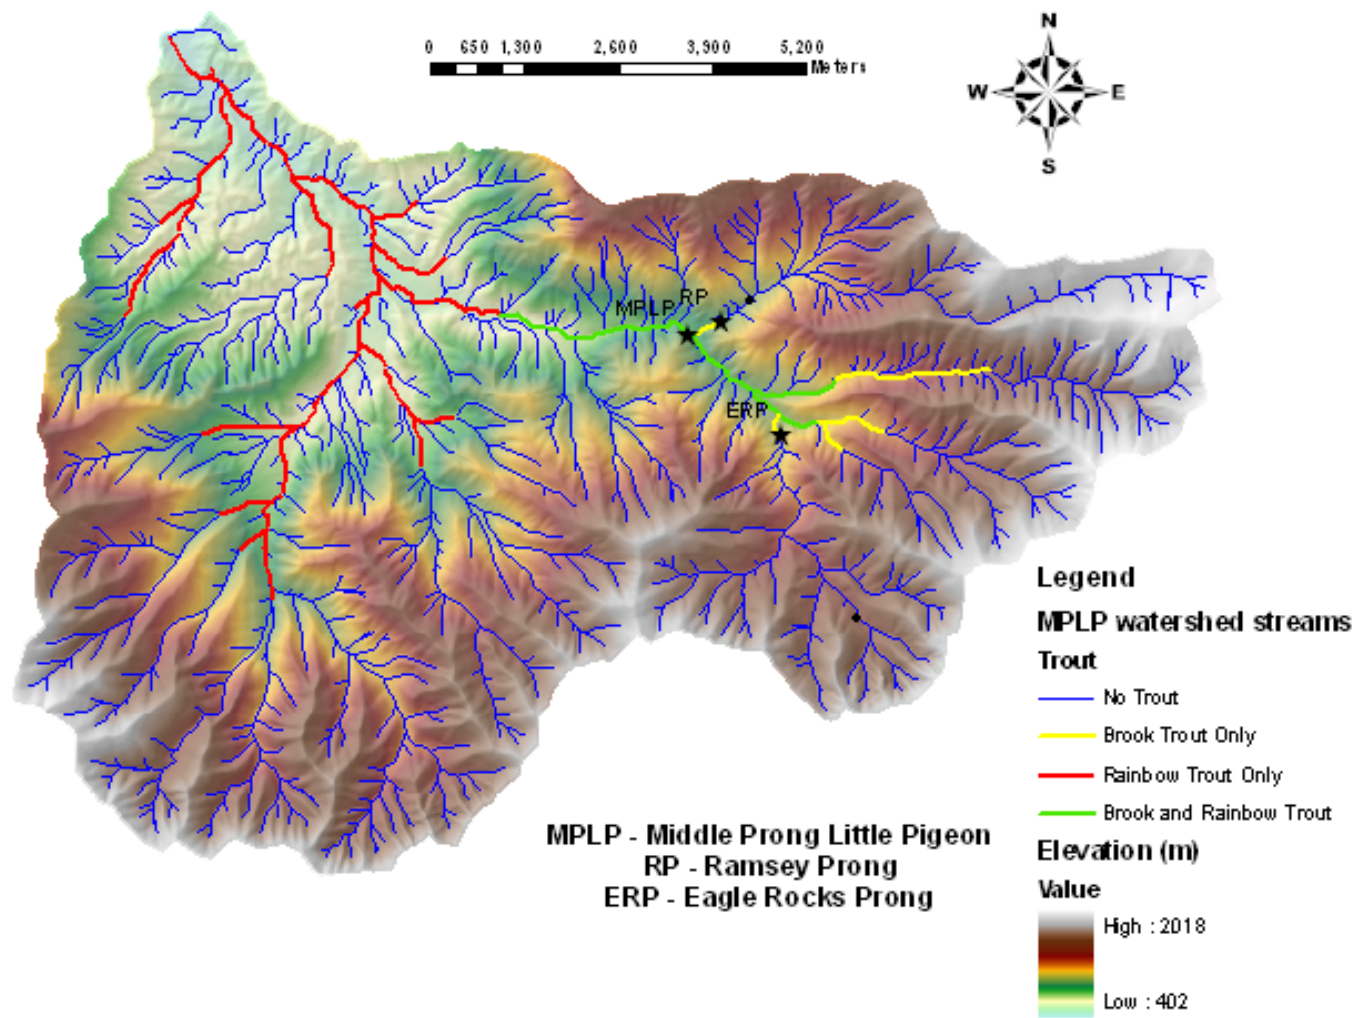 N
0 650 1,300 2,600 3,900 5,200
Meters
W E
S
MPLP RP
ERP
Legend
MPLP watershed streams
Trout
No Trout
Brook Trout Only
Rainbow Trout Only
Brook and Rainbow Trout
MPLP - Middle Prong Little Pigeon
RP - Ramsey Prong
ERP - Eagle Rocks Prong
Elevation (m)
Value
High : 2018
Low : 402